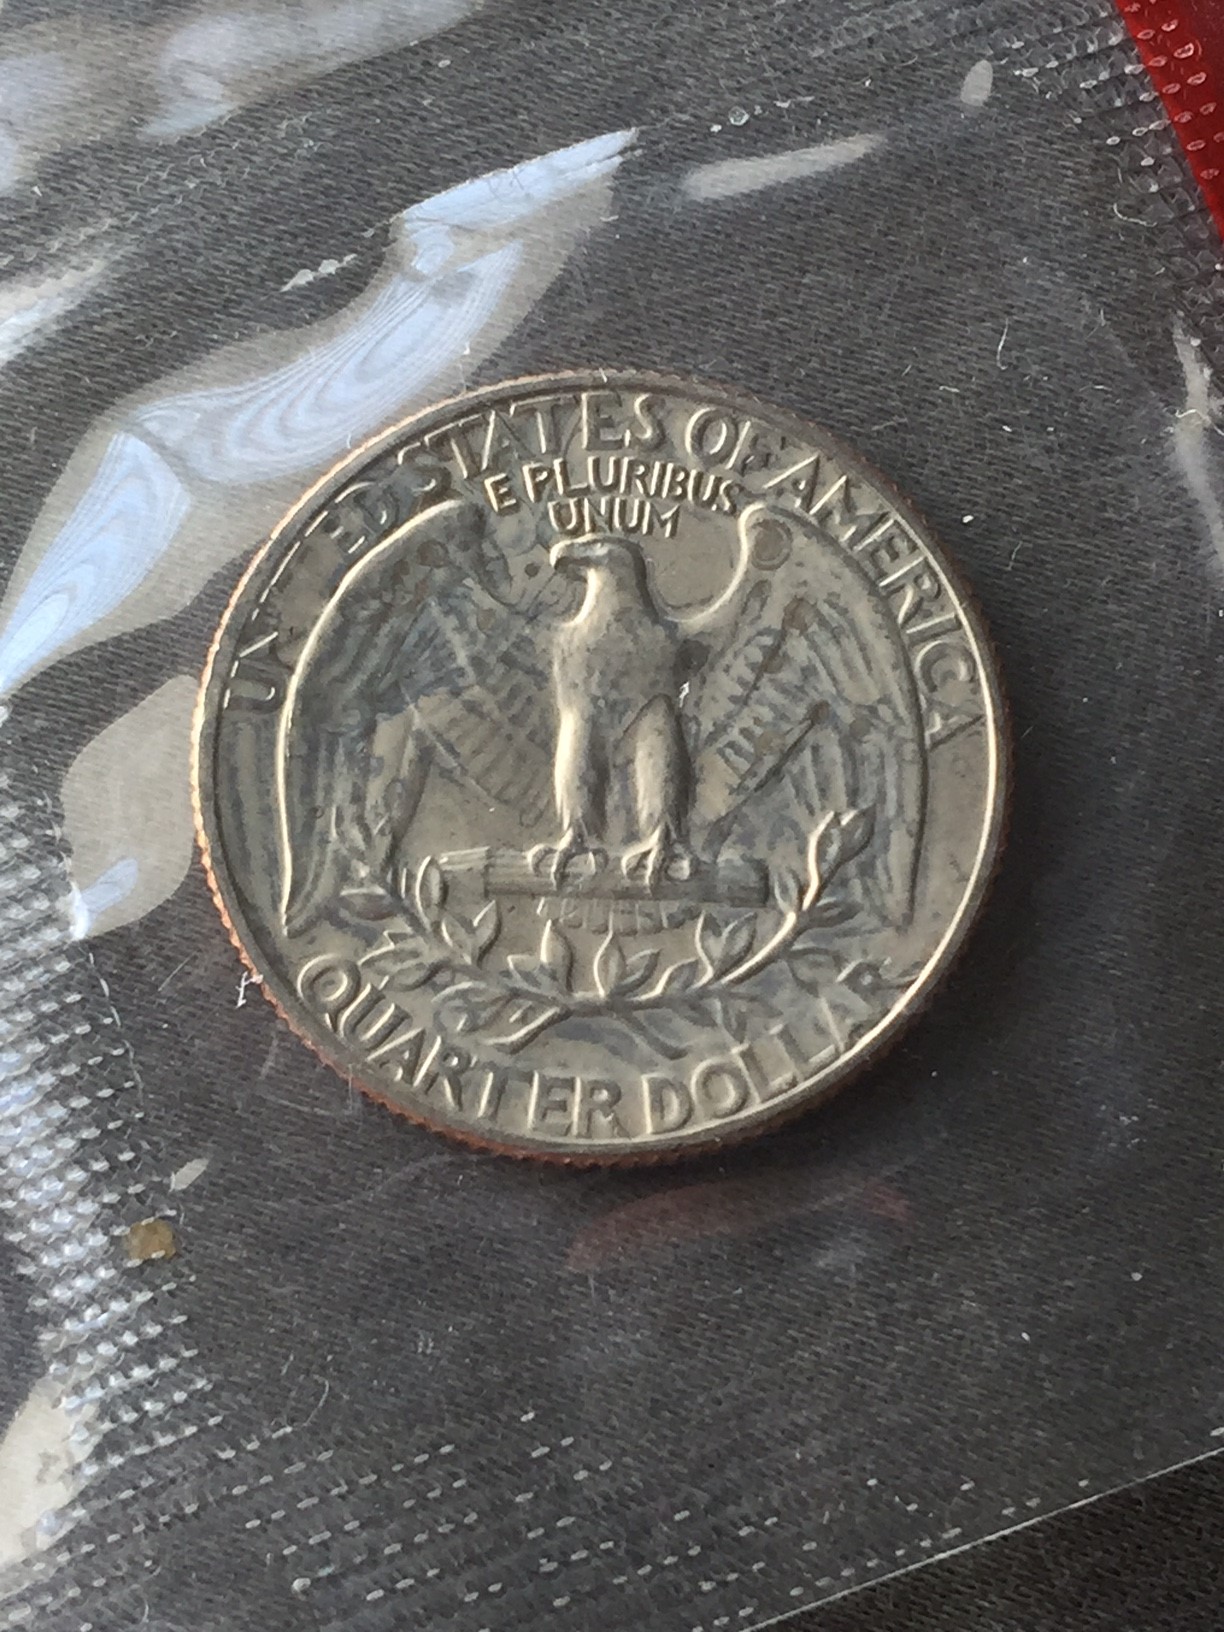 UNITED STATES OF AMERICA
E PLURIBUS
UNUM
QUARTER DOLLAR